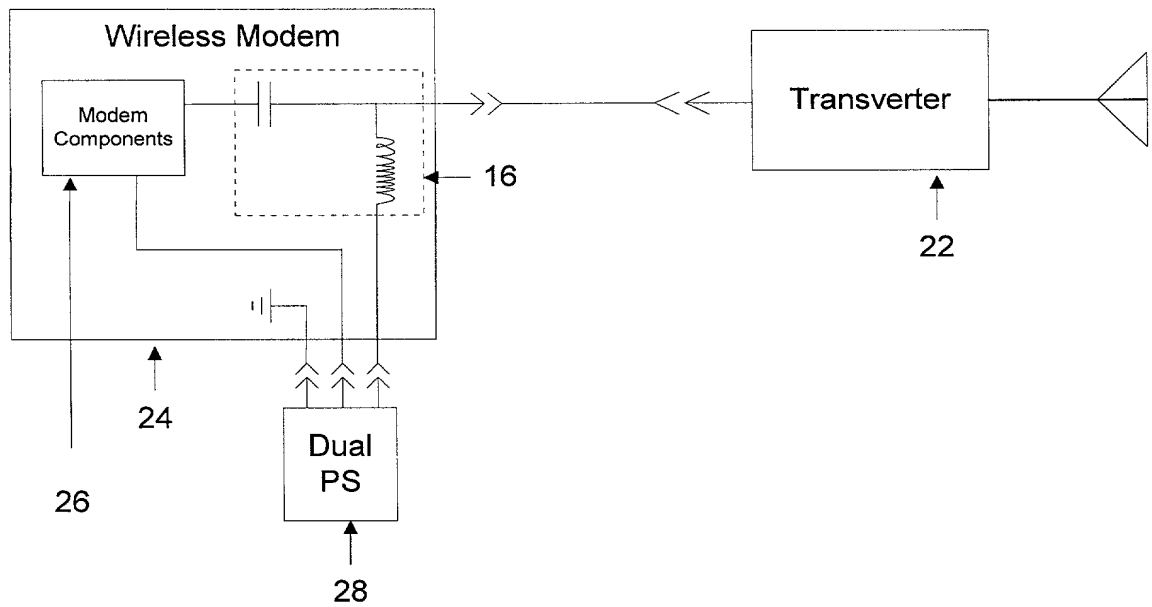 Wireless Modem
Modem
Components
Transverter
16
22
24
Dual
PS
26
28